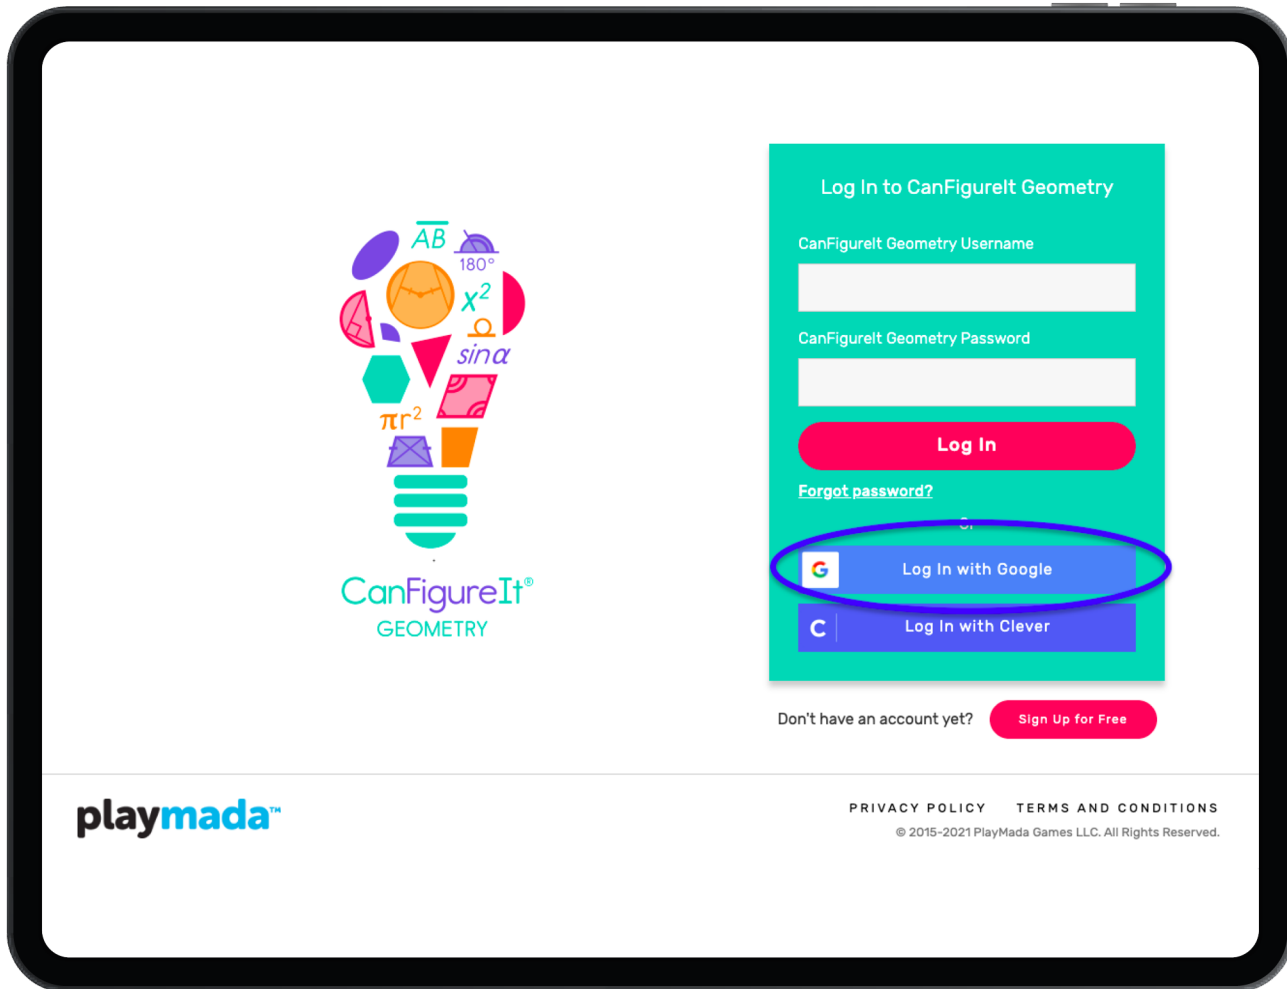 AB
180°
x²
sin α
πr²
CanFigureIt®
GEOMETRY
Log In to CanFigureIt Geometry
CanFigureIt Geometry Username
CanFigureIt Geometry Password
Log In
Forgot password?
Or
G
Log In with Google
C
Log In with Clever
Don't have an account yet?
Sign Up for Free
playmada™
PRIVACY POLICY TERMS AND CONDITIONS
© 2015-2021 PlayMada Games LLC. All Rights Reserved.